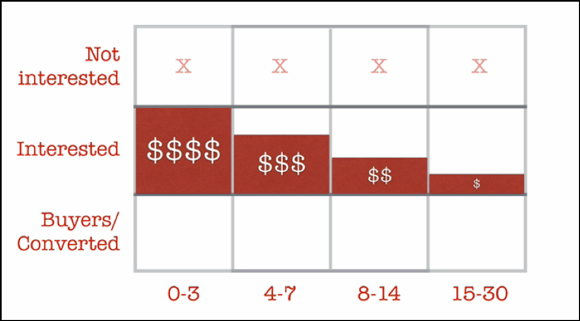 Not
interested
X X X X
Interested
$$$$ $$$ $$ $
Buyers/
Converted
0-3 4-7 8-14 15-30